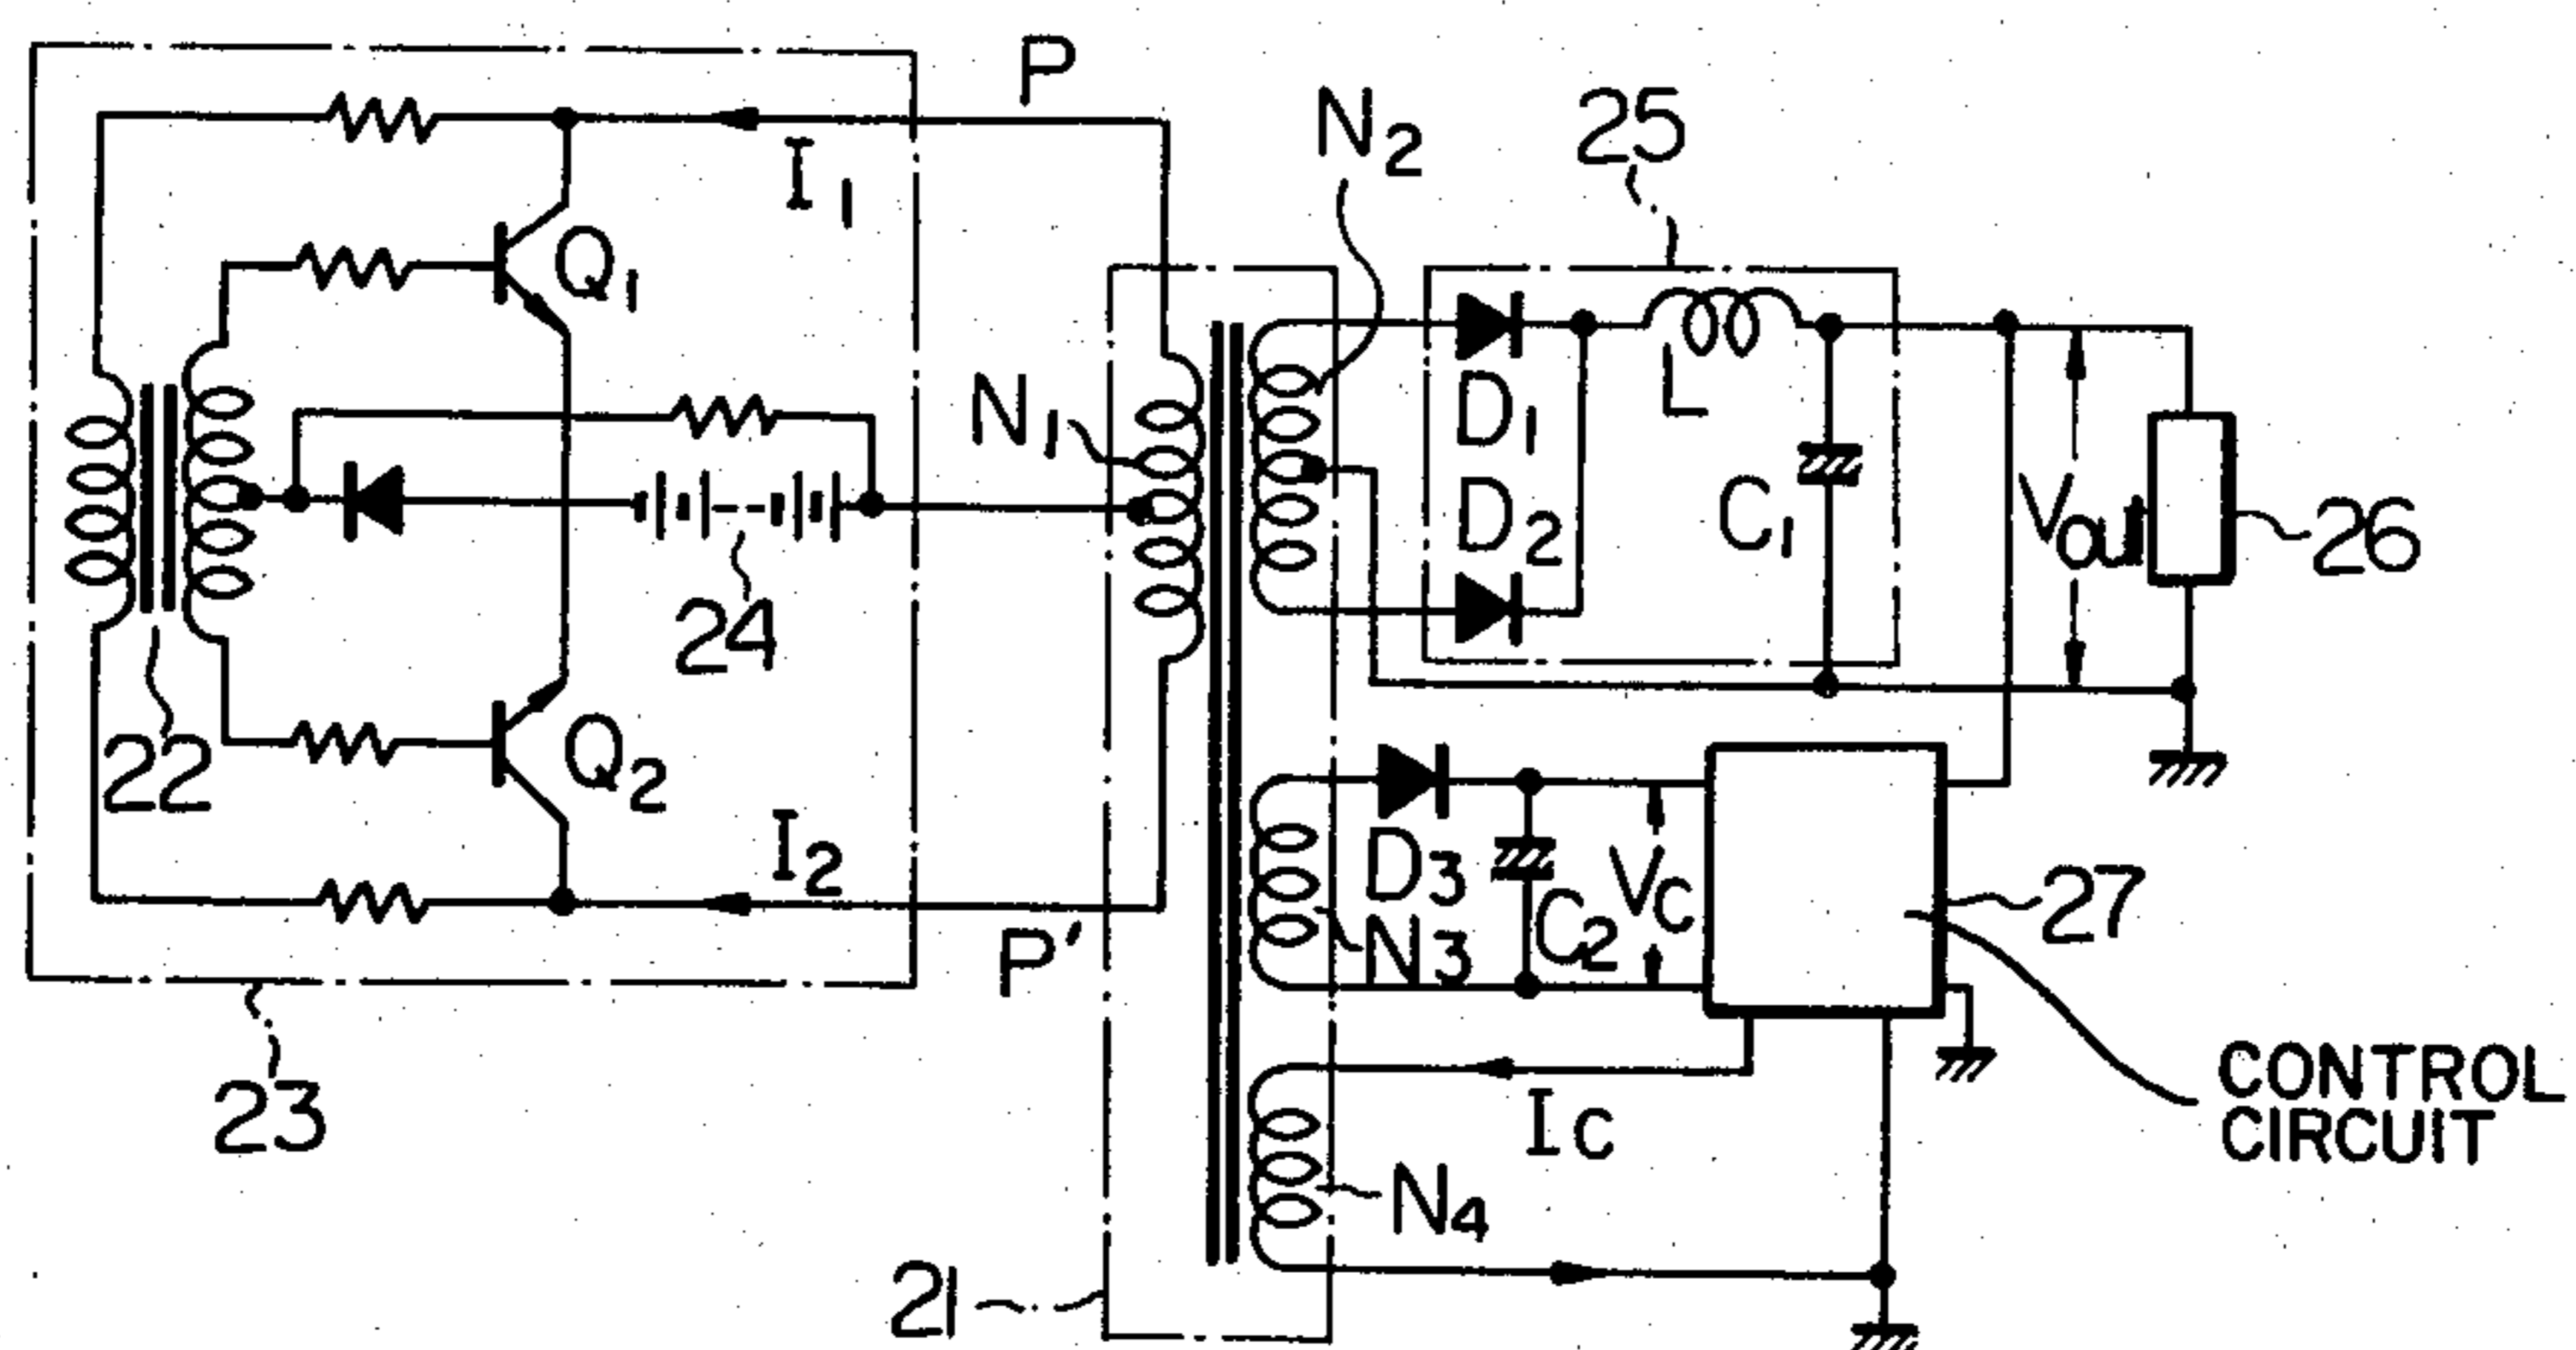 P
I1
N2
25
Q1
N1
D1
L
D2
C1
Vout
26
24
22
Q2
I2
P'
D3
C2
VC
N3
27
23
IC
CONTROL
CIRCUIT
N4
21